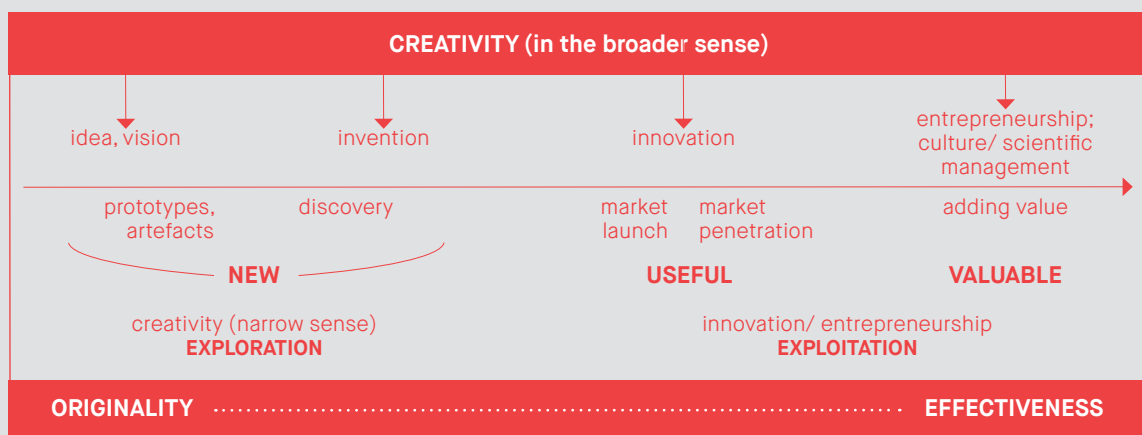 CREATIVITY (in the broader sense)
idea, vision
invention
innovation
entrepreneurship;
culture/ scientific
management
prototypes,
artefacts
discovery
market
launch
market
penetration
adding value
NEW
USEFUL
VALUABLE
creativity (narrow sense)
EXPLORATION
innovation/ entrepreneurship
EXPLOITATION
ORIGINALITY ........................................................................ EFFECTIVENESS